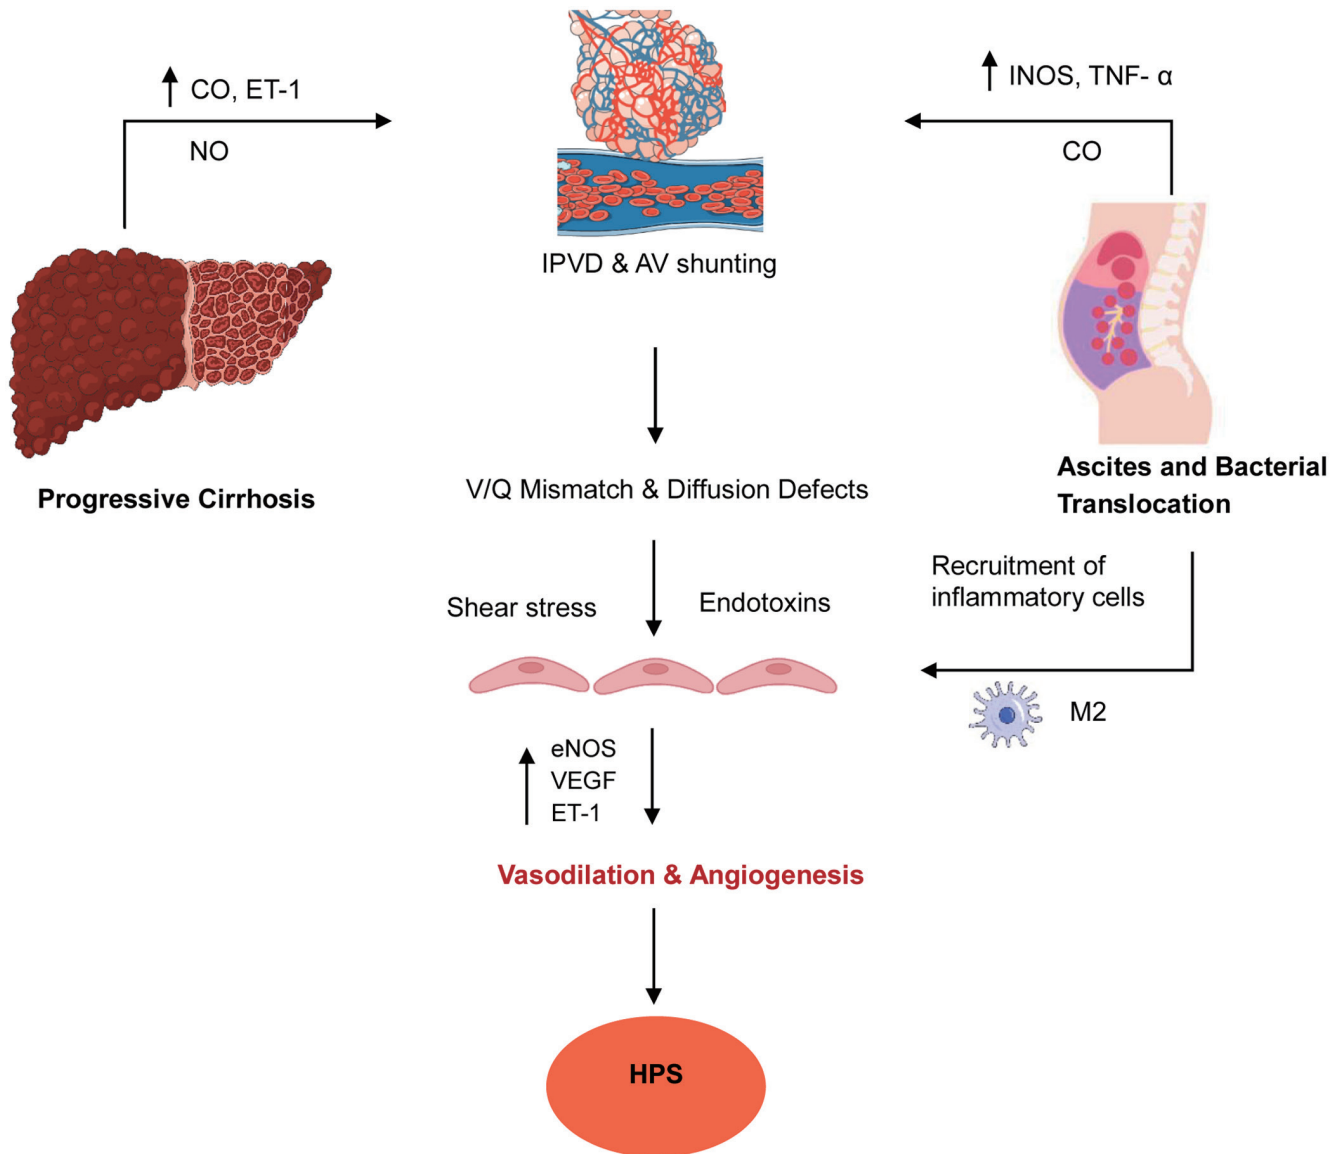 CO, ET-1
NO
INOS, TNF- α
CO
IPVD & AV shunting
Progressive Cirrhosis
V/Q Mismatch & Diffusion Defects
Ascites and Bacterial
Translocation
Shear stress
Endotoxins
Recruitment of
inflammatory cells
M2
eNOS
VEGF
ET-1
Vasodilation & Angiogenesis
HPS